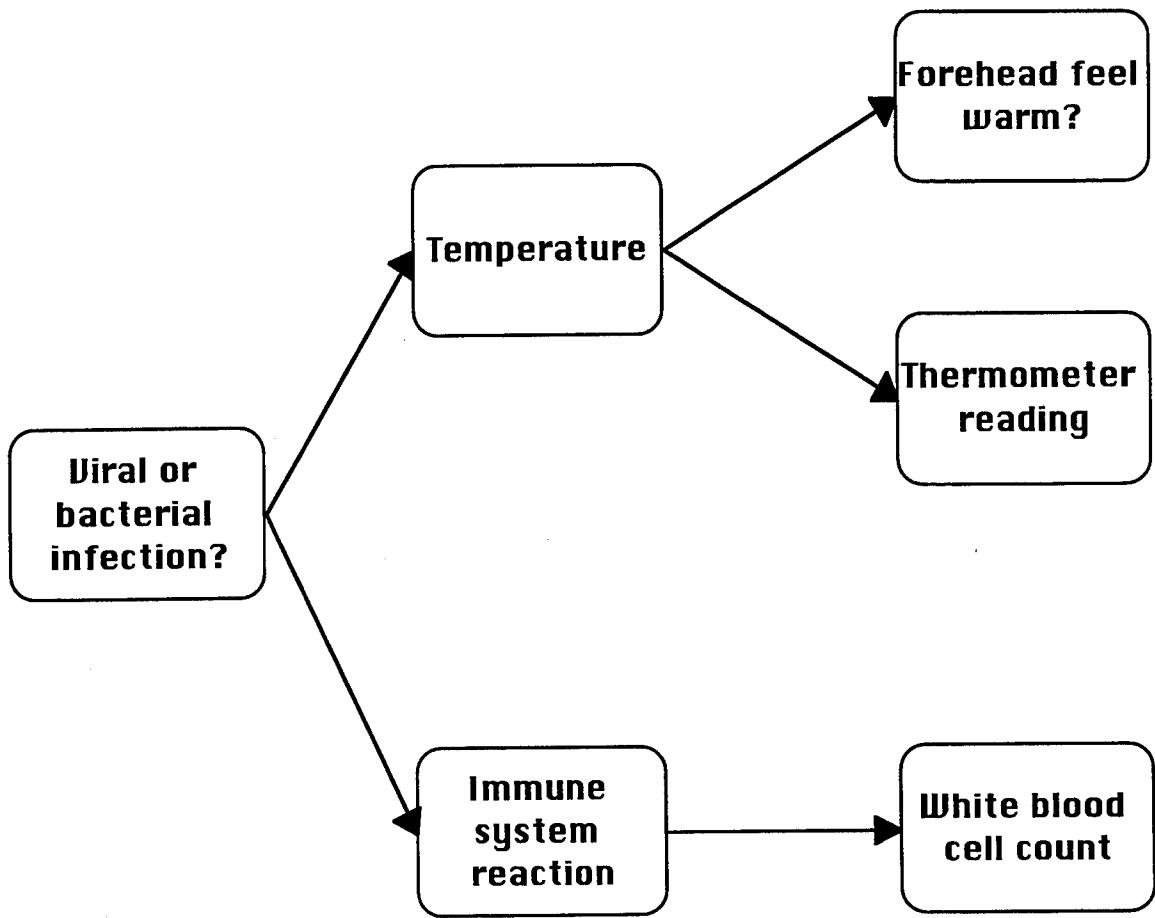 Forehead feel
warm?
Temperature
Thermometer
reading
Viral or
bacterial
infection?
Immune
system
reaction
White blood
cell count